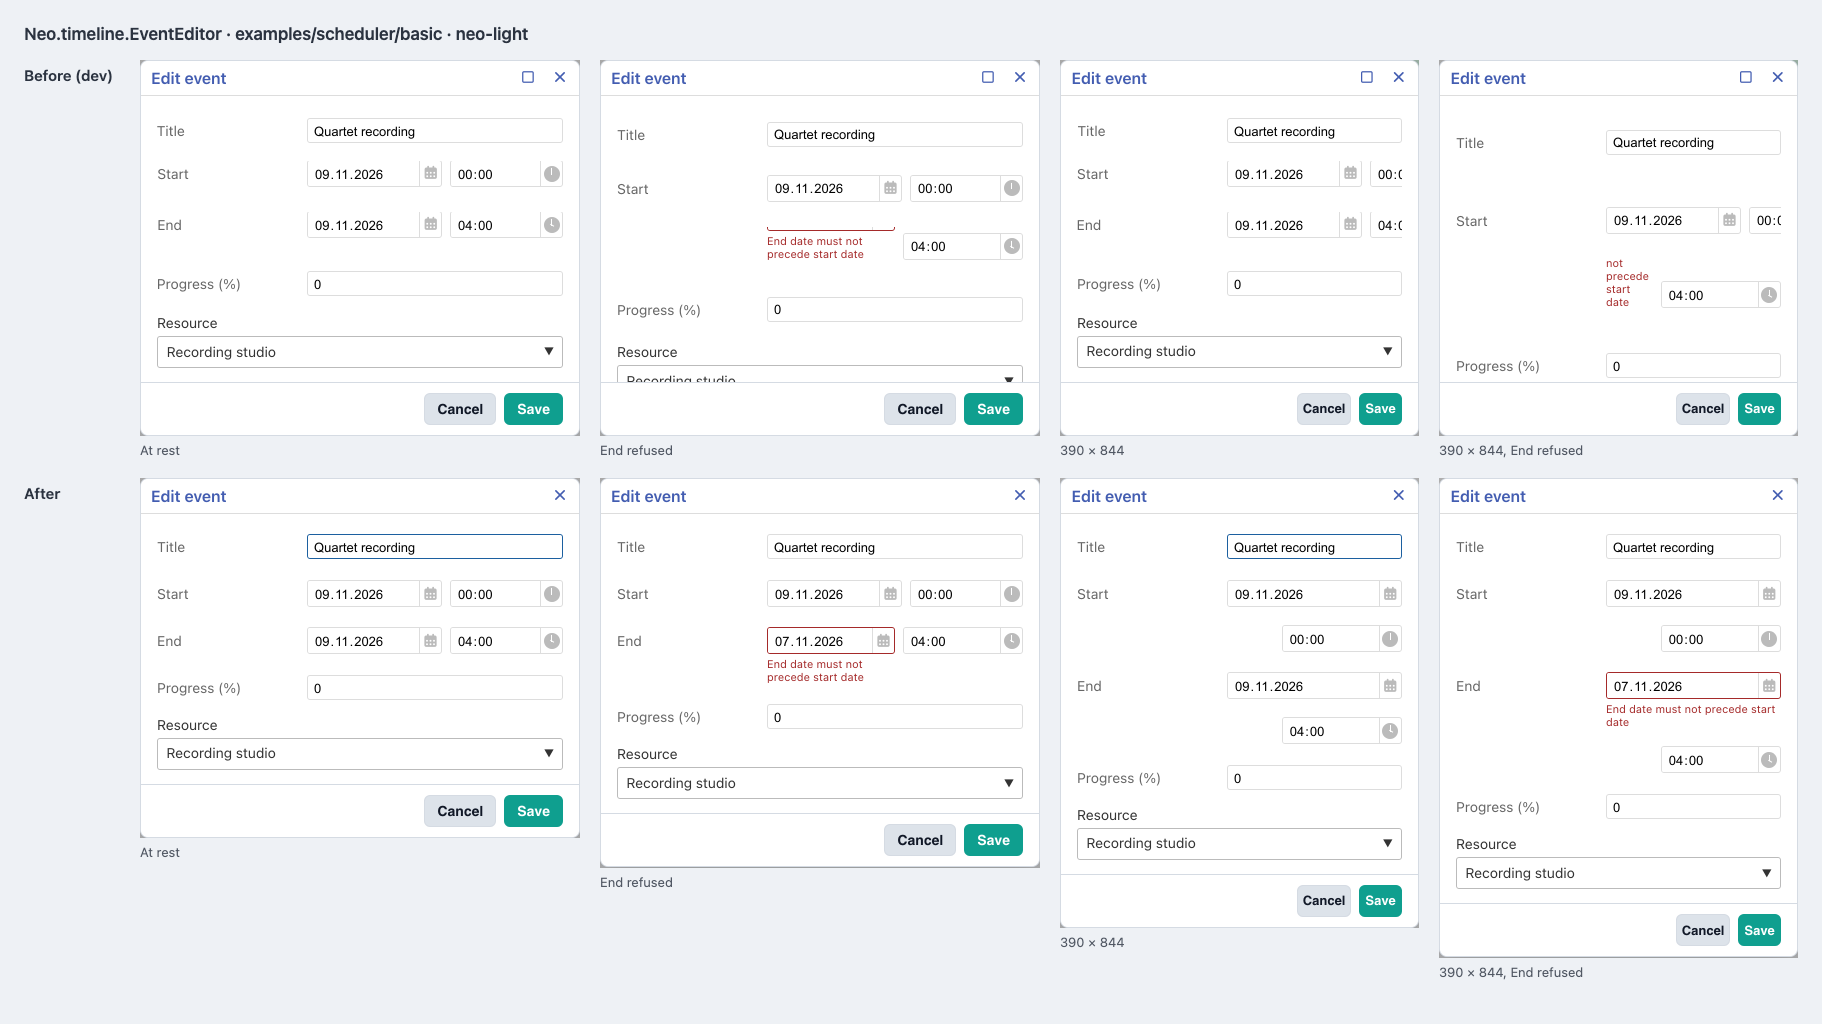 Neo.timeline.EventEditor · examples/scheduler/basic · neo-light
Before (dev)
Edit event
Title
Quartet recording
Start
09.11.2026
00:00
End
09.11.2026
04:00
Progress (%)
0
Resource
Recording studio
Cancel
Save
At rest
Edit event
Title
Quartet recording
Start
09.11.2026
00:00
End date must not
precede start date
04:00
Progress (%)
0
Resource
Recording studio
Cancel
Save
End refused
Edit event
Title
Quartet recording
Start
09.11.2026
00:0
End
09.11.2026
04:0
Progress (%)
0
Resource
Recording studio
Cancel
Save
390 × 844
Edit event
Title
Quartet recording
Start
09.11.2026
00:0
not
precede
start
date
04:00
Progress (%)
0
Cancel
Save
390 × 844, End refused
After
Edit event
Title
Quartet recording
Start
09.11.2026
00:00
End
09.11.2026
04:00
Progress (%)
0
Resource
Recording studio
Cancel
Save
At rest
Edit event
Title
Quartet recording
Start
09.11.2026
00:00
End
07.11.2026
04:00
End date must not
precede start date
Progress (%)
0
Resource
Recording studio
Cancel
Save
End refused
Edit event
Title
Quartet recording
Start
09.11.2026
00:00
End
09.11.2026
04:00
Progress (%)
0
Resource
Recording studio
Cancel
Save
390 × 844
Edit event
Title
Quartet recording
Start
09.11.2026
00:00
End
07.11.2026
End date must not precede start
date
04:00
Progress (%)
0
Resource
Recording studio
Cancel
Save
390 × 844, End refused